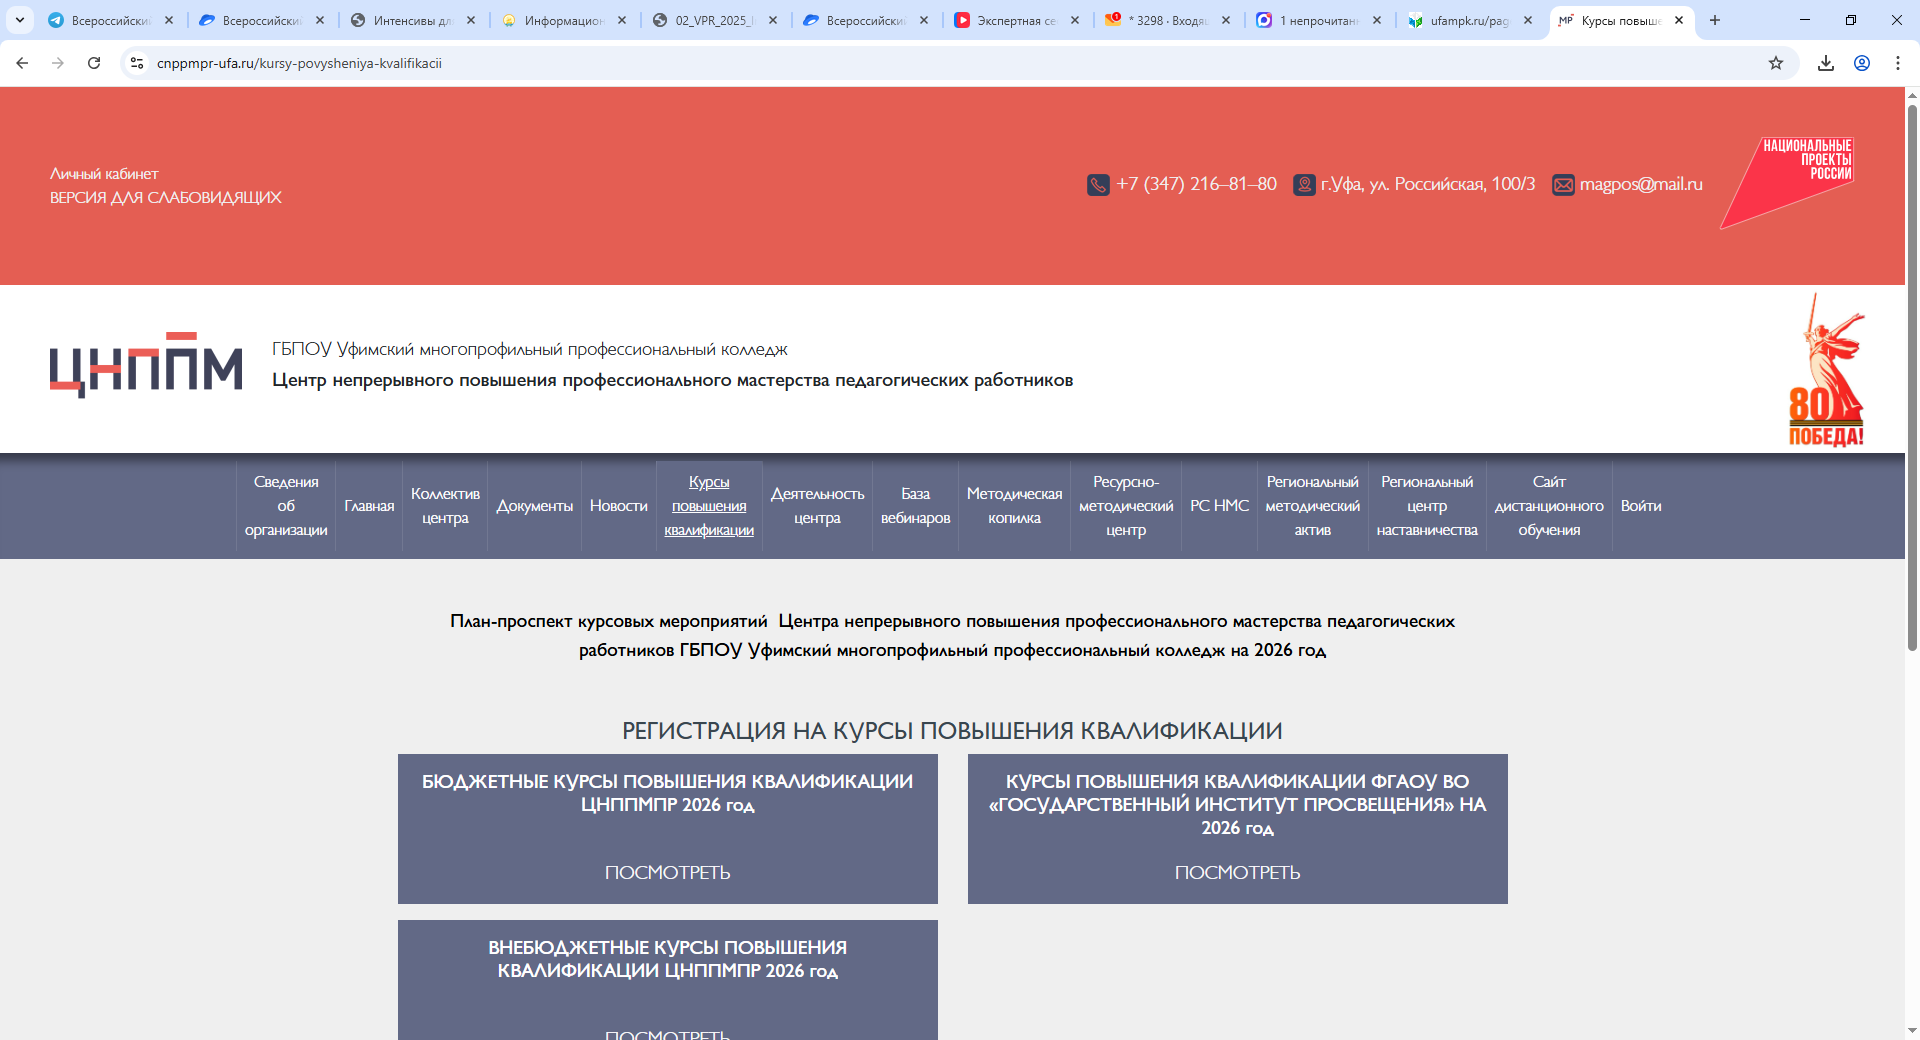 Всероссийски
Всероссийски
Интенсивы дл
Информацион
02_VPR_2025_
Всероссийский
Экспертная се
* 3298 · Входящ
1 непрочитанн
ufampk.ru/pag
Курсы повыше
cnppmpr-ufa.ru/kursy-povysheniya-kvalifikacii
Личный кабинет
ВЕРСИЯ ДЛЯ СЛАБОВИДЯЩИХ
+7 (347) 216–81–80
г.Уфа, ул. Российская, 100/3
magpos@mail.ru
НАЦИОНАЛЬНЫЕ
ПРОЕКТЫ
РОССИИ
ЦНППМ
ГБПОУ Уфимский многопрофильный профессиональный колледж
Центр непрерывного повышения профессионального мастерства педагогических работников
80
ПОБЕДА!
Сведения
об
организации
Главная
Коллектив
центра
Документы
Новости
Курсы
повышения
квалификации
Деятельность
центра
База
вебинаров
Методическая
копилка
Ресурсно-
методический
центр
РС НМС
Региональный
методический
актив
Региональный
центр
наставничества
Сайт
дистанционного
обучения
Войти
План-проспект курсовых мероприятий  Центра непрерывного повышения профессионального мастерства педагогических
работников ГБПОУ Уфимский многопрофильный профессиональный колледж на 2026 год
РЕГИСТРАЦИЯ НА КУРСЫ ПОВЫШЕНИЯ КВАЛИФИКАЦИИ
БЮДЖЕТНЫЕ КУРСЫ ПОВЫШЕНИЯ КВАЛИФИКАЦИИ
ЦНППМПР 2026 год
ПОСМОТРЕТЬ
КУРСЫ ПОВЫШЕНИЯ КВАЛИФИКАЦИИ ФГАОУ ВО
«ГОСУДАРСТВЕННЫЙ ИНСТИТУТ ПРОСВЕЩЕНИЯ» НА
2026 год
ПОСМОТРЕТЬ
ВНЕБЮДЖЕТНЫЕ КУРСЫ ПОВЫШЕНИЯ
КВАЛИФИКАЦИИ ЦНППМПР 2026 год
ПОСМОТРЕТЬ